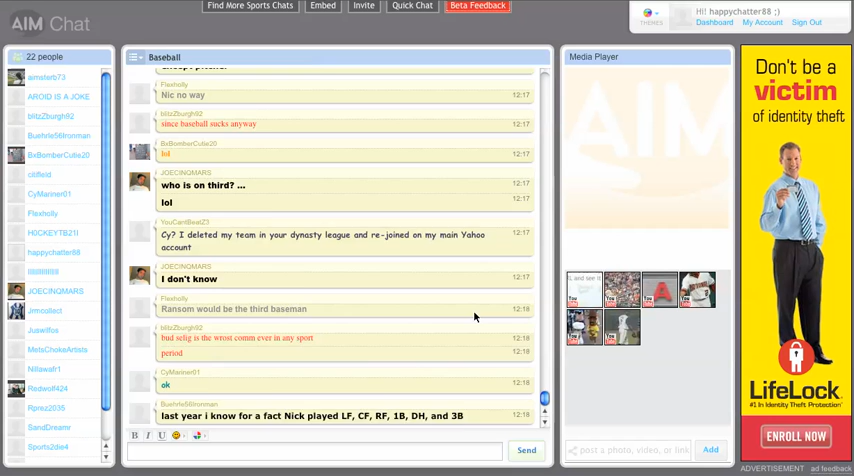 Find More Sports Chats
Embed
Invite
Quick Chat
Beta Feedback
AIM Chat
THEMES
Hi! happychatter88 ;)
Dashboard My Account Sign Out
22 people
aimsterb73
AROID IS A JOKE
blitzZburgh92
Buehrle56Ironman
BxBomberCutie20
citifield
CyMariner01
Flexholly
H0CKEYTB21I
happychatter88
JOECINQMARS
Jrmcollect
Juswifos
MetsChokeArtists
Nillawafr1
Redwolf424
Rprez2035
SandDreamr
Sports2die4
Baseball
Flexholly
Nic no way 12:17
blitzZburgh92
since baseball sucks anyway 12:17
BxBomberCutie20
lol 12:17
JOECINQMARS
who is on third? ... 12:17
lol 12:17
YouCantBealZ3
Cy? I deleted my team in your dynasty league and re-joined on my main Yahoo 12:17
account
JOECINQMARS
I don't know 12:17
Flexholly
Ransom would be the third baseman 12:18
blitzZburgh92
bud selig is the wrost comm ever in any sport 12:18
period 12:18
CyMariner01
ok 12:18
Buehrle56Ironman
last year i know for a fact Nick played LF, CF, RF, 1B, DH, and 3B 12:18
B I U
Send
Media Player
AIM
post a photo, video, or link
Add
Don't be a
victim
of identity theft
LifeLock
#1 In Identity Theft Protection
ENROLL NOW
ADVERTISEMENT ad feedback